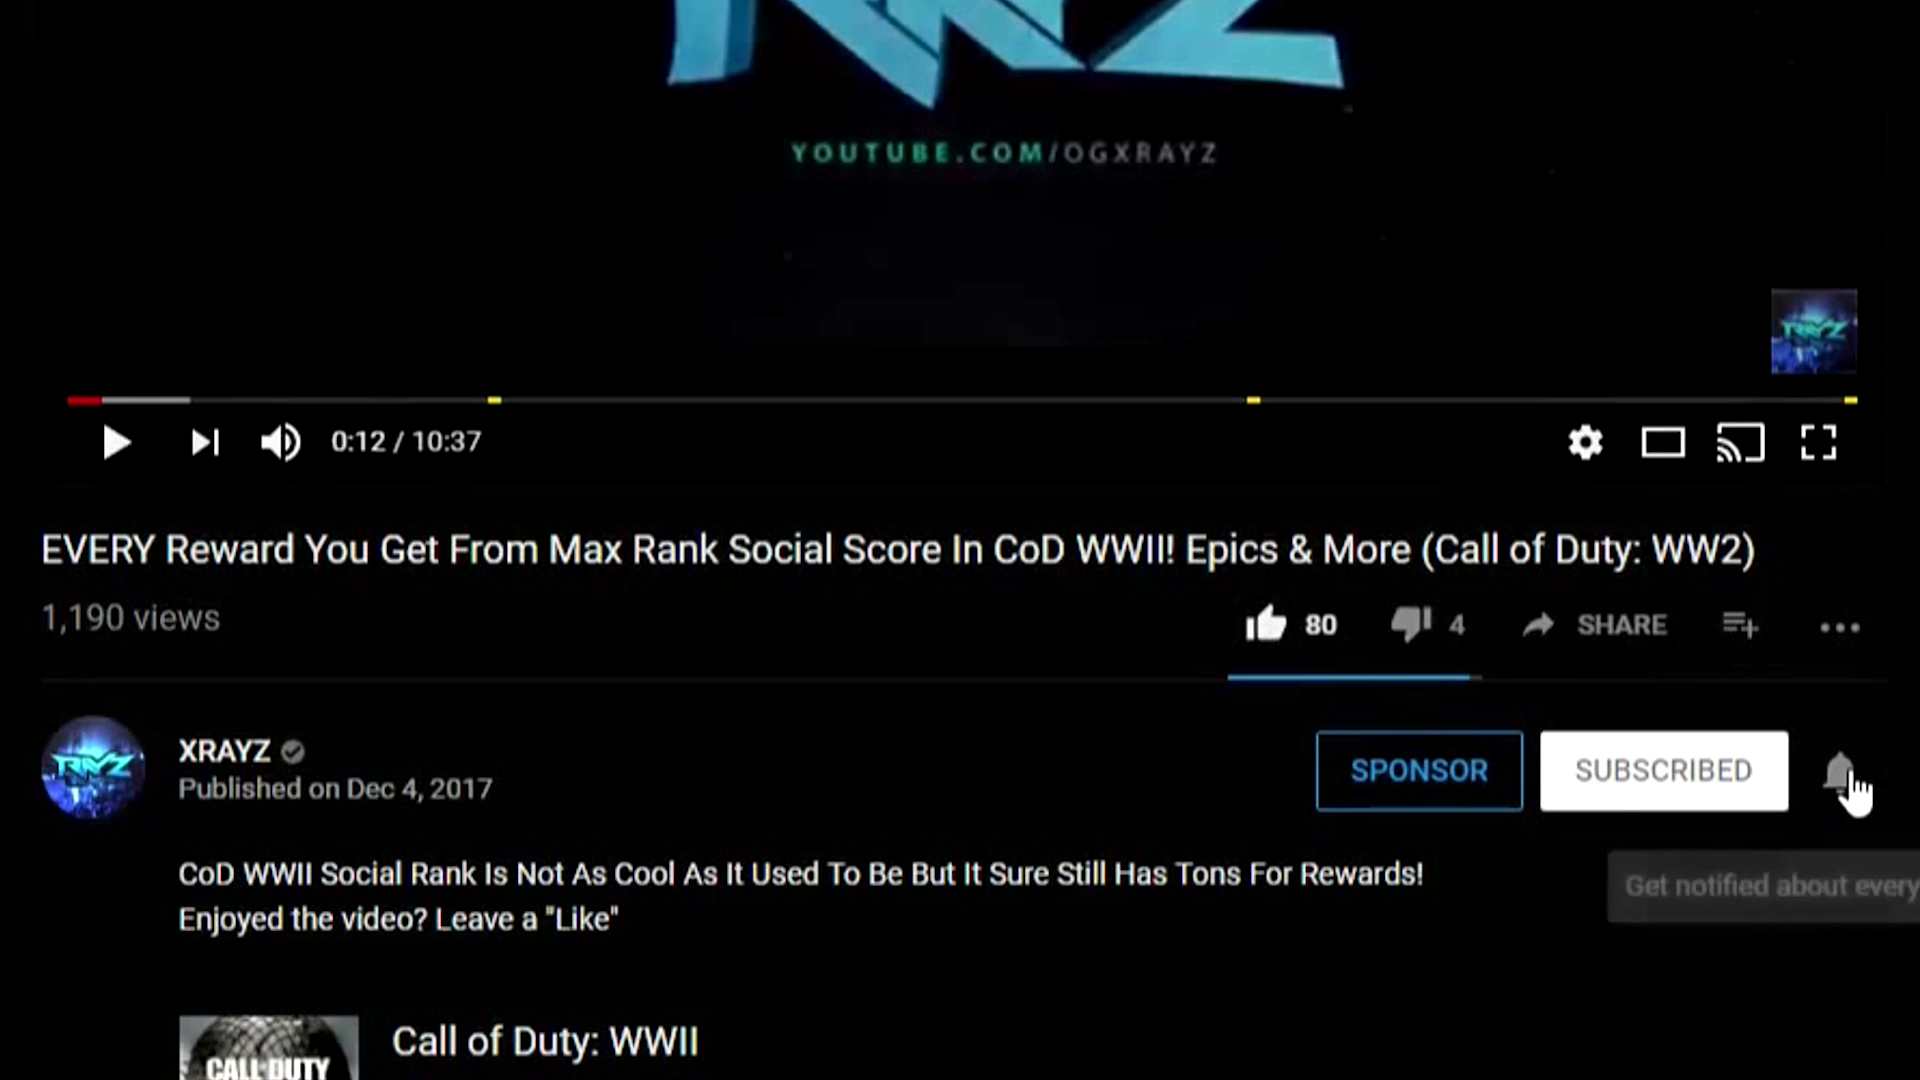 YOUTUBE.COM/OGXRAYZ
0:12 / 10:37
EVERY Reward You Get From Max Rank Social Score In CoD WWII! Epics & More (Call of Duty: WW2)
1,190 views
80
4
SHARE
XRAYZ
Published on Dec 4, 2017
SPONSOR
SUBSCRIBED
CoD WWII Social Rank Is Not As Cool As It Used To Be But It Sure Still Has Tons For Rewards!
Get notified about every
Enjoyed the video? Leave a "Like"
Call of Duty: WWII
CALL DUTY